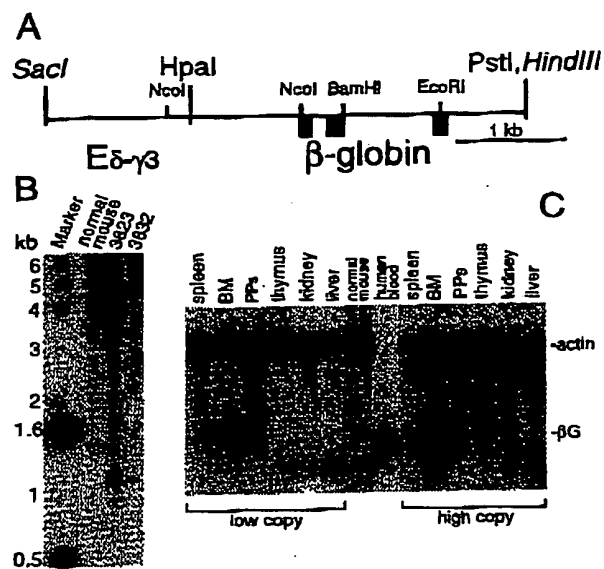 A
SacI
HpaI
PstI, HindIII
NcoI
NcoI
BamHI
EcoRI
1 kb
Eδ-γ3
β-globin
B
C
kb
Marker
normal mouse
3823
3832
6
5
4
3
2
1.6
1
0.5
spleen
BM
PPs
thymus
kidney
liver
normal mouse
human blood
spleen
BM
PPs
thymus
kidney
liver
-actin
-βG
low copy
high copy